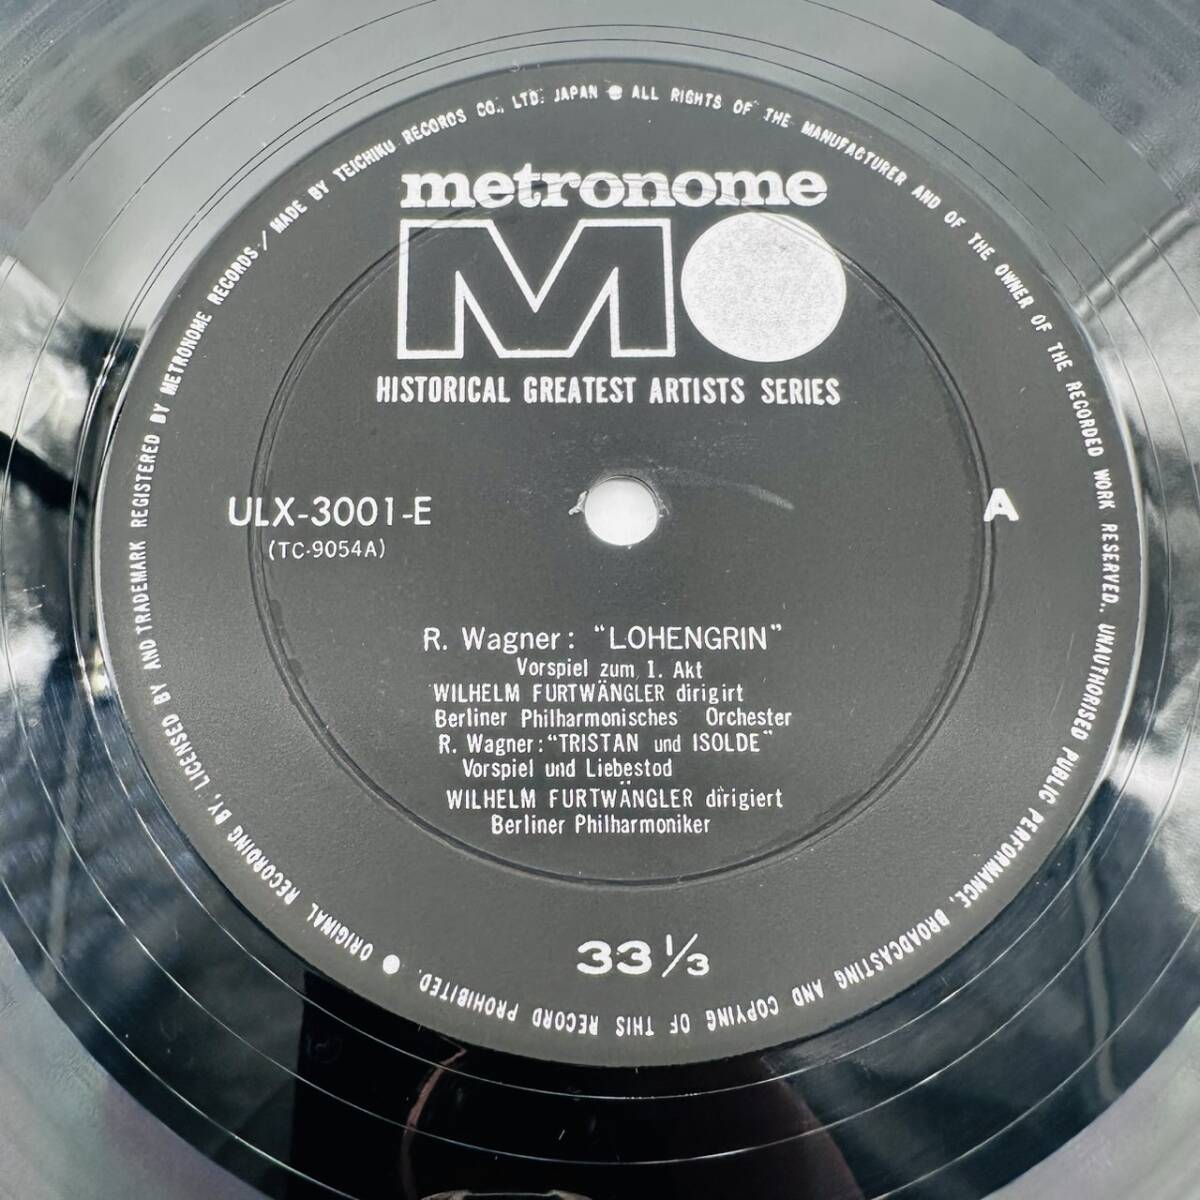 ORIGINAL RECORDING BY, LICENSED BY AND TRADEMARK REGISTERED BY METRONOME RECORDS / MADE BY TEICHIKU RECORDS CO., LTD. JAPAN ● ALL RIGHTS OF THE MANUFACTURER AND OF THE OWNER OF THE RECORDED WORK RESERVED. UNAUTHORISED PUBLIC PERFORMANCE, BROADCASTING AND COPYING OF THIS RECORD PROHIBITED. ●
metronome
M
HISTORICAL GREATEST ARTISTS SERIES
ULX-3001-E
A
(TC-9054A)
R. Wagner: "LOHENGRIN"
Vorspiel zum 1. Akt
WILHELM FURTWÄNGLER dirigirt
Berliner Philharmonisches Orchester
R. Wagner: "TRISTAN und ISOLDE"
Vorspiel und Liebestod
WILHELM FURTWÄNGLER dirigiert
Berliner Philharmoniker
33 1/3